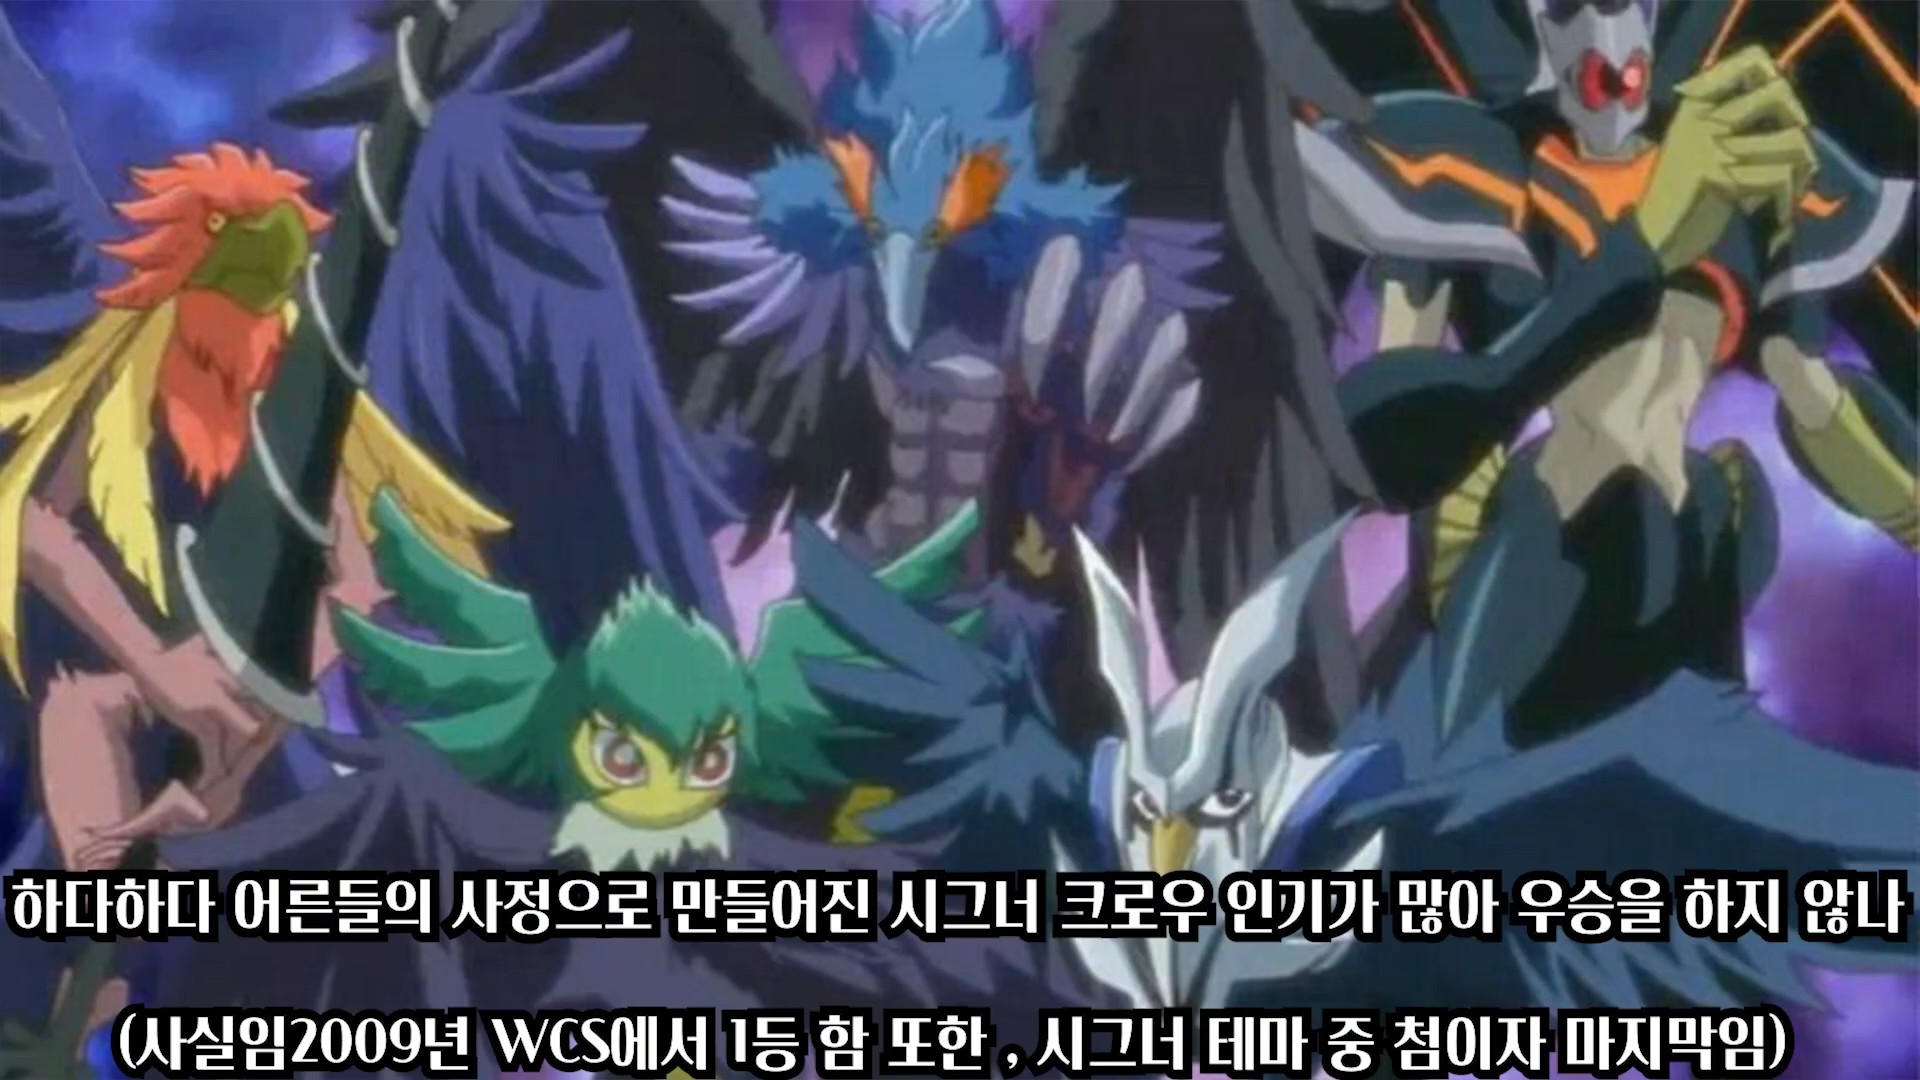 하다하다 어른들의 사정으로 만들어진 시그너 크로우 인기가 많아 우승을 하지 않나
(사실임2009년 WCS에서 1등 함 또한 , 시그너 테마 중 첨이자 마지막임)